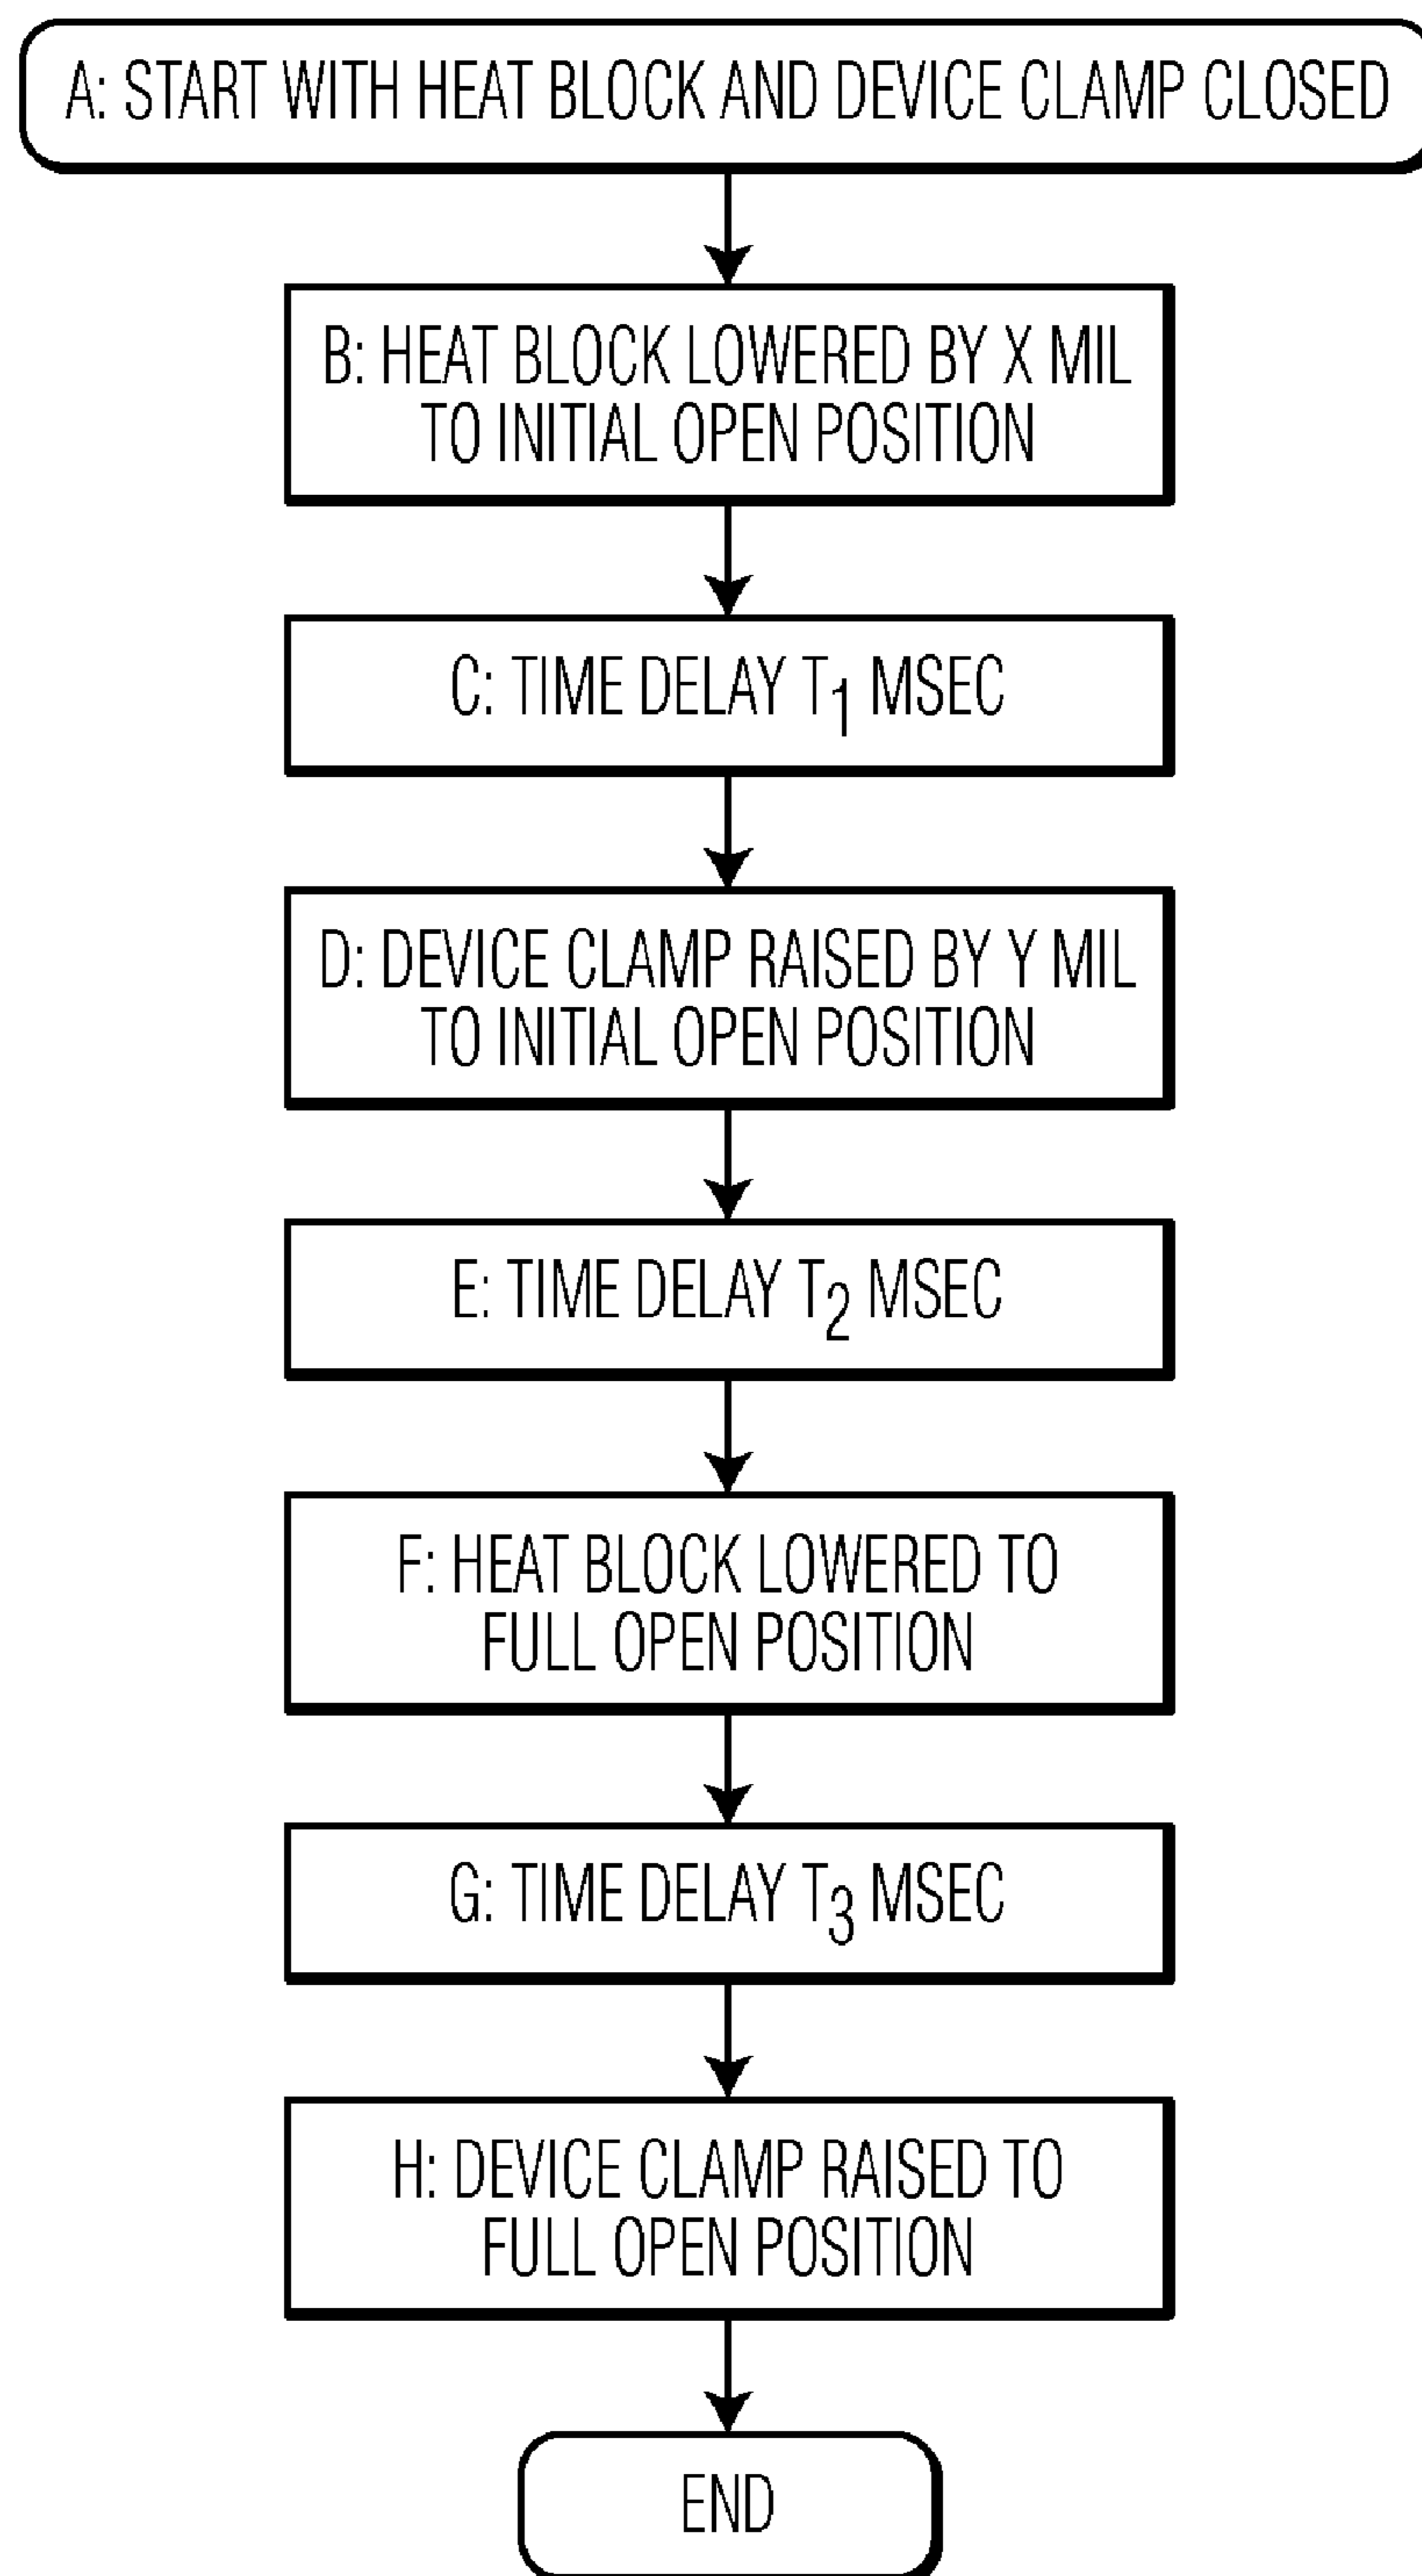 A: START WITH HEAT BLOCK AND DEVICE CLAMP CLOSED
B: HEAT BLOCK LOWERED BY X MIL
TO INITIAL OPEN POSITION
C: TIME DELAY T1 MSEC
D: DEVICE CLAMP RAISED BY Y MIL
TO INITIAL OPEN POSITION
E: TIME DELAY T2 MSEC
F: HEAT BLOCK LOWERED TO
FULL OPEN POSITION
G: TIME DELAY T3 MSEC
H: DEVICE CLAMP RAISED TO
FULL OPEN POSITION
END